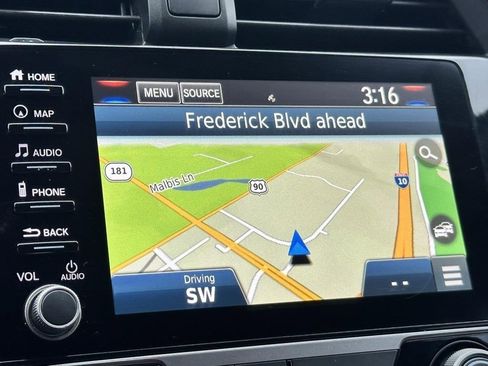 HOME
MAP
AUDIO
PHONE
BACK
VOL
AUDIO
MENU
SOURCE
3:16
Frederick Blvd ahead
181
Malbis Ln
90
10
Driving
SW
--